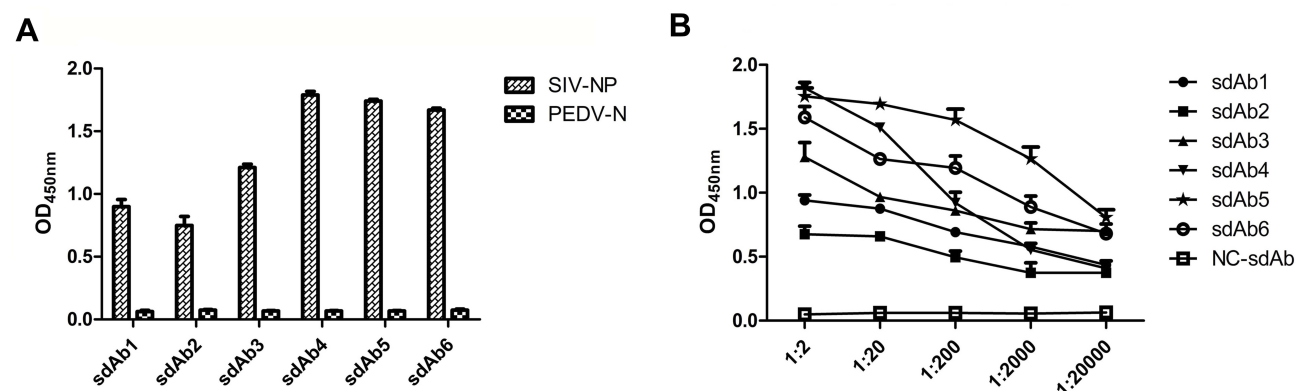 A
2.0
1.5
1.0
0.5
0.0
OD450nm
sdAb1
sdAb2
sdAb3
sdAb4
sdAb5
sdAb6
SIV-NP
PEDV-N
B
2.0
1.5
1.0
0.5
0.0
OD450nm
1:2
1:20
1:200
1:2000
1:20000
sdAb1
sdAb2
sdAb3
sdAb4
sdAb5
sdAb6
NC-sdAb